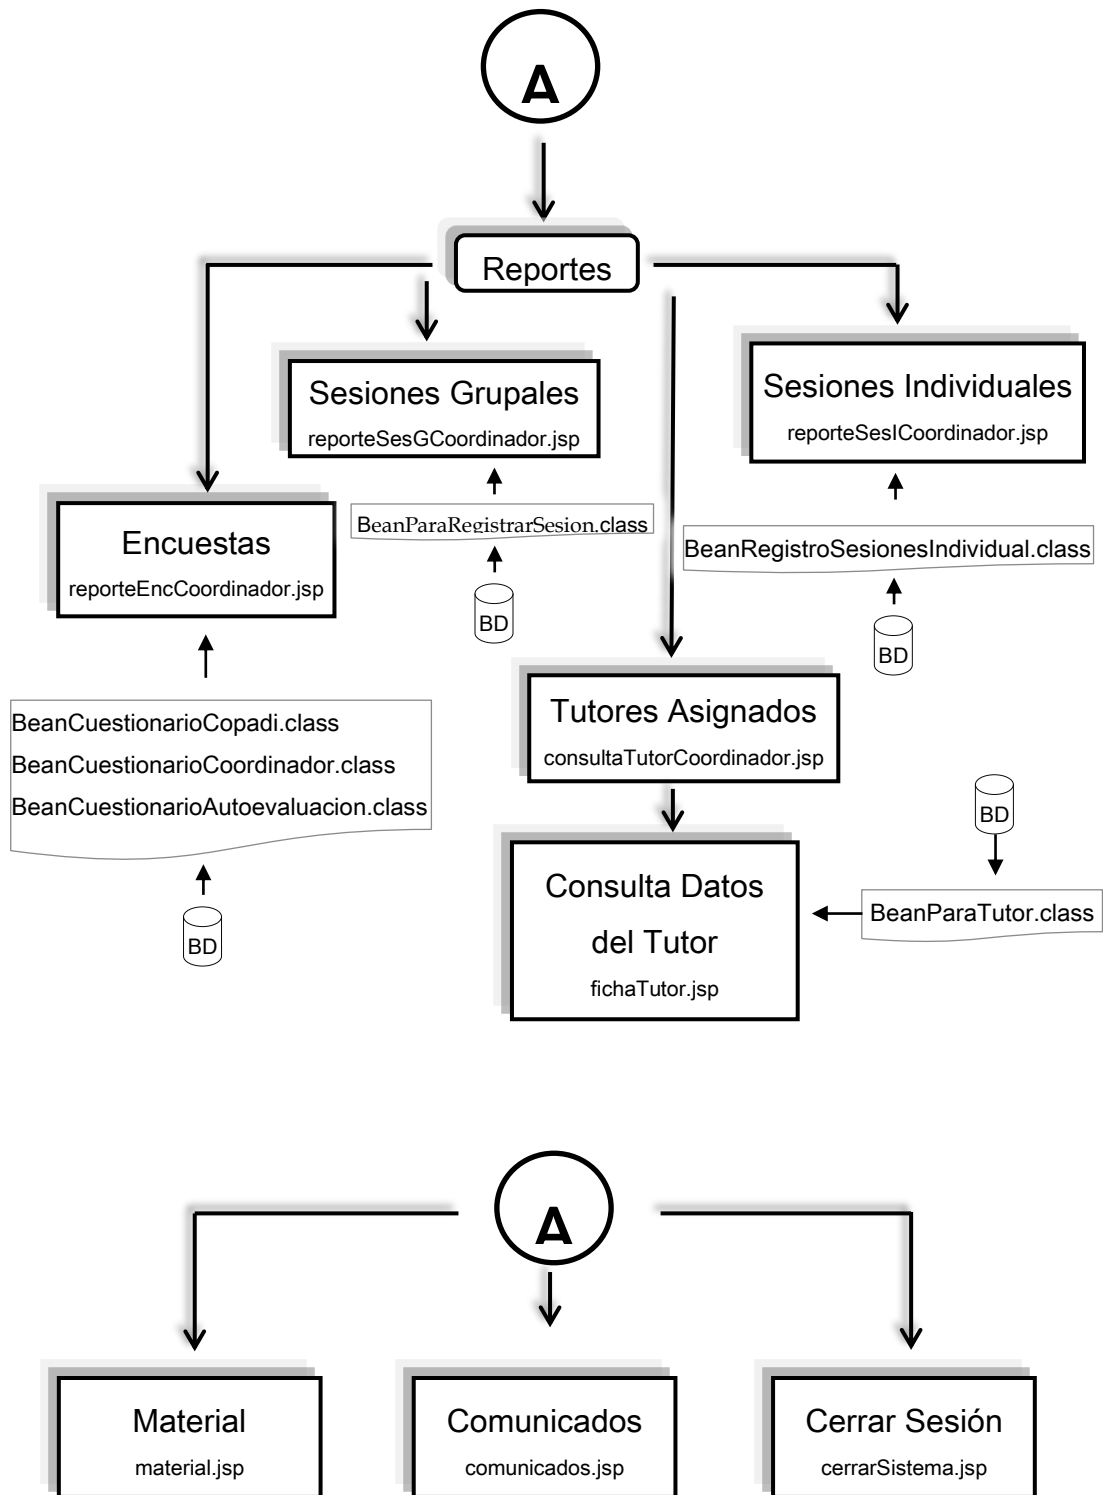 A
Reportes
Sesiones Grupales
reporteSesGCoordinador.jsp
Sesiones Individuales
reporteSesICoordinador.jsp
BeanParaRegistrarSesion.class
BD
BeanRegistroSesionesIndividual.class
BD
Encuestas
reporteEncCoordinador.jsp
BeanCuestionarioCopadi.class
BeanCuestionarioCoordinador.class
BeanCuestionarioAutoevaluacion.class
BD
Tutores Asignados
consultaTutorCoordinador.jsp
Consulta Datos
del Tutor
fichaTutor.jsp
BD
BeanParaTutor.class
A
Material
material.jsp
Comunicados
comunicados.jsp
Cerrar Sesión
cerrarSistema.jsp